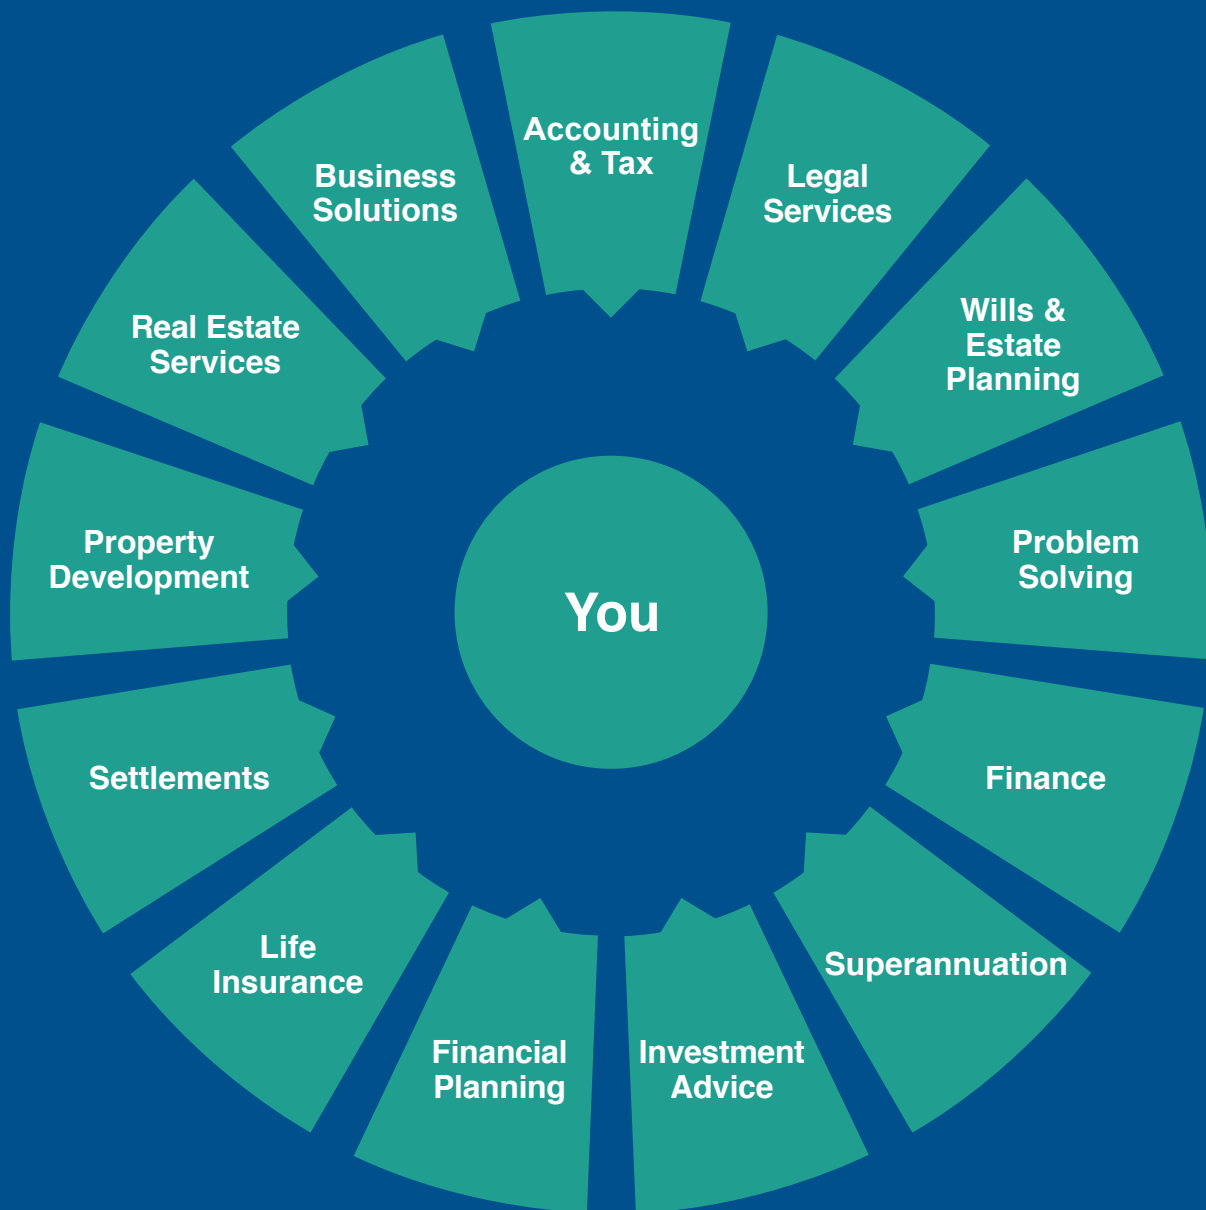 Accounting
& Tax
Legal
Services
Wills &
Estate
Planning
Problem
Solving
Finance
Superannuation
Investment
Advice
Financial
Planning
Life
Insurance
Settlements
Property
Development
Real Estate
Services
Business
Solutions
You